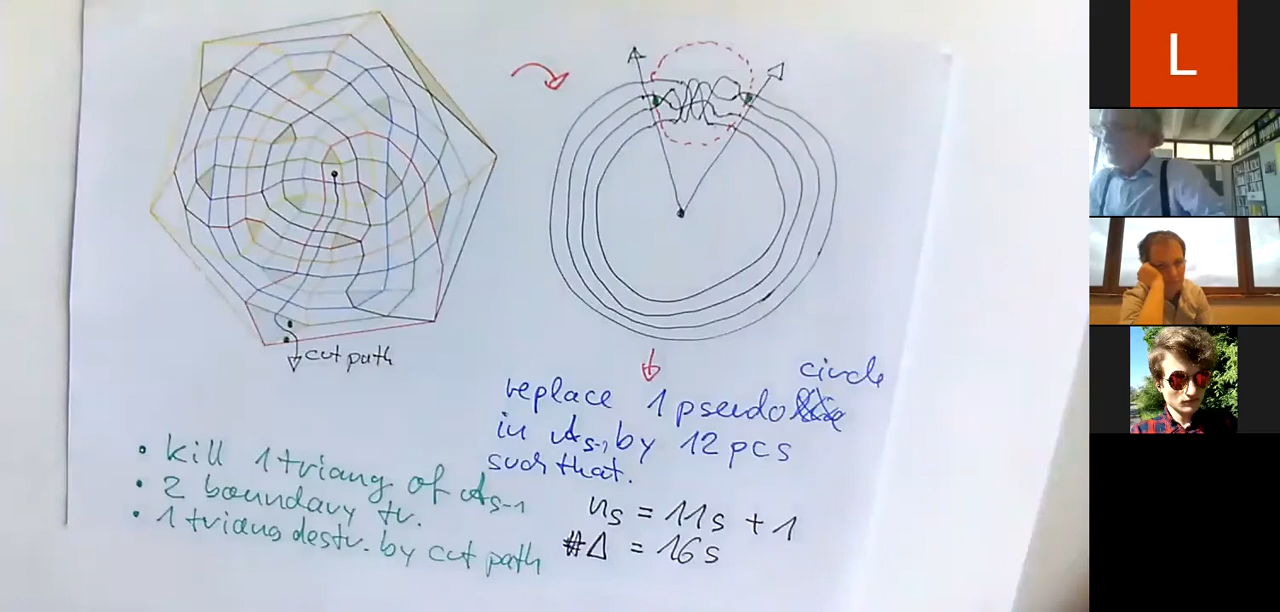 cut path
circle
replace 1 pseudo
in As-1 by 12 pcs
such that.
ns = 11s + 1
#Δ = 16s
• kill 1 triang of As-1
• 2 boundary tr.
• 1 triang destr. by cut path
L